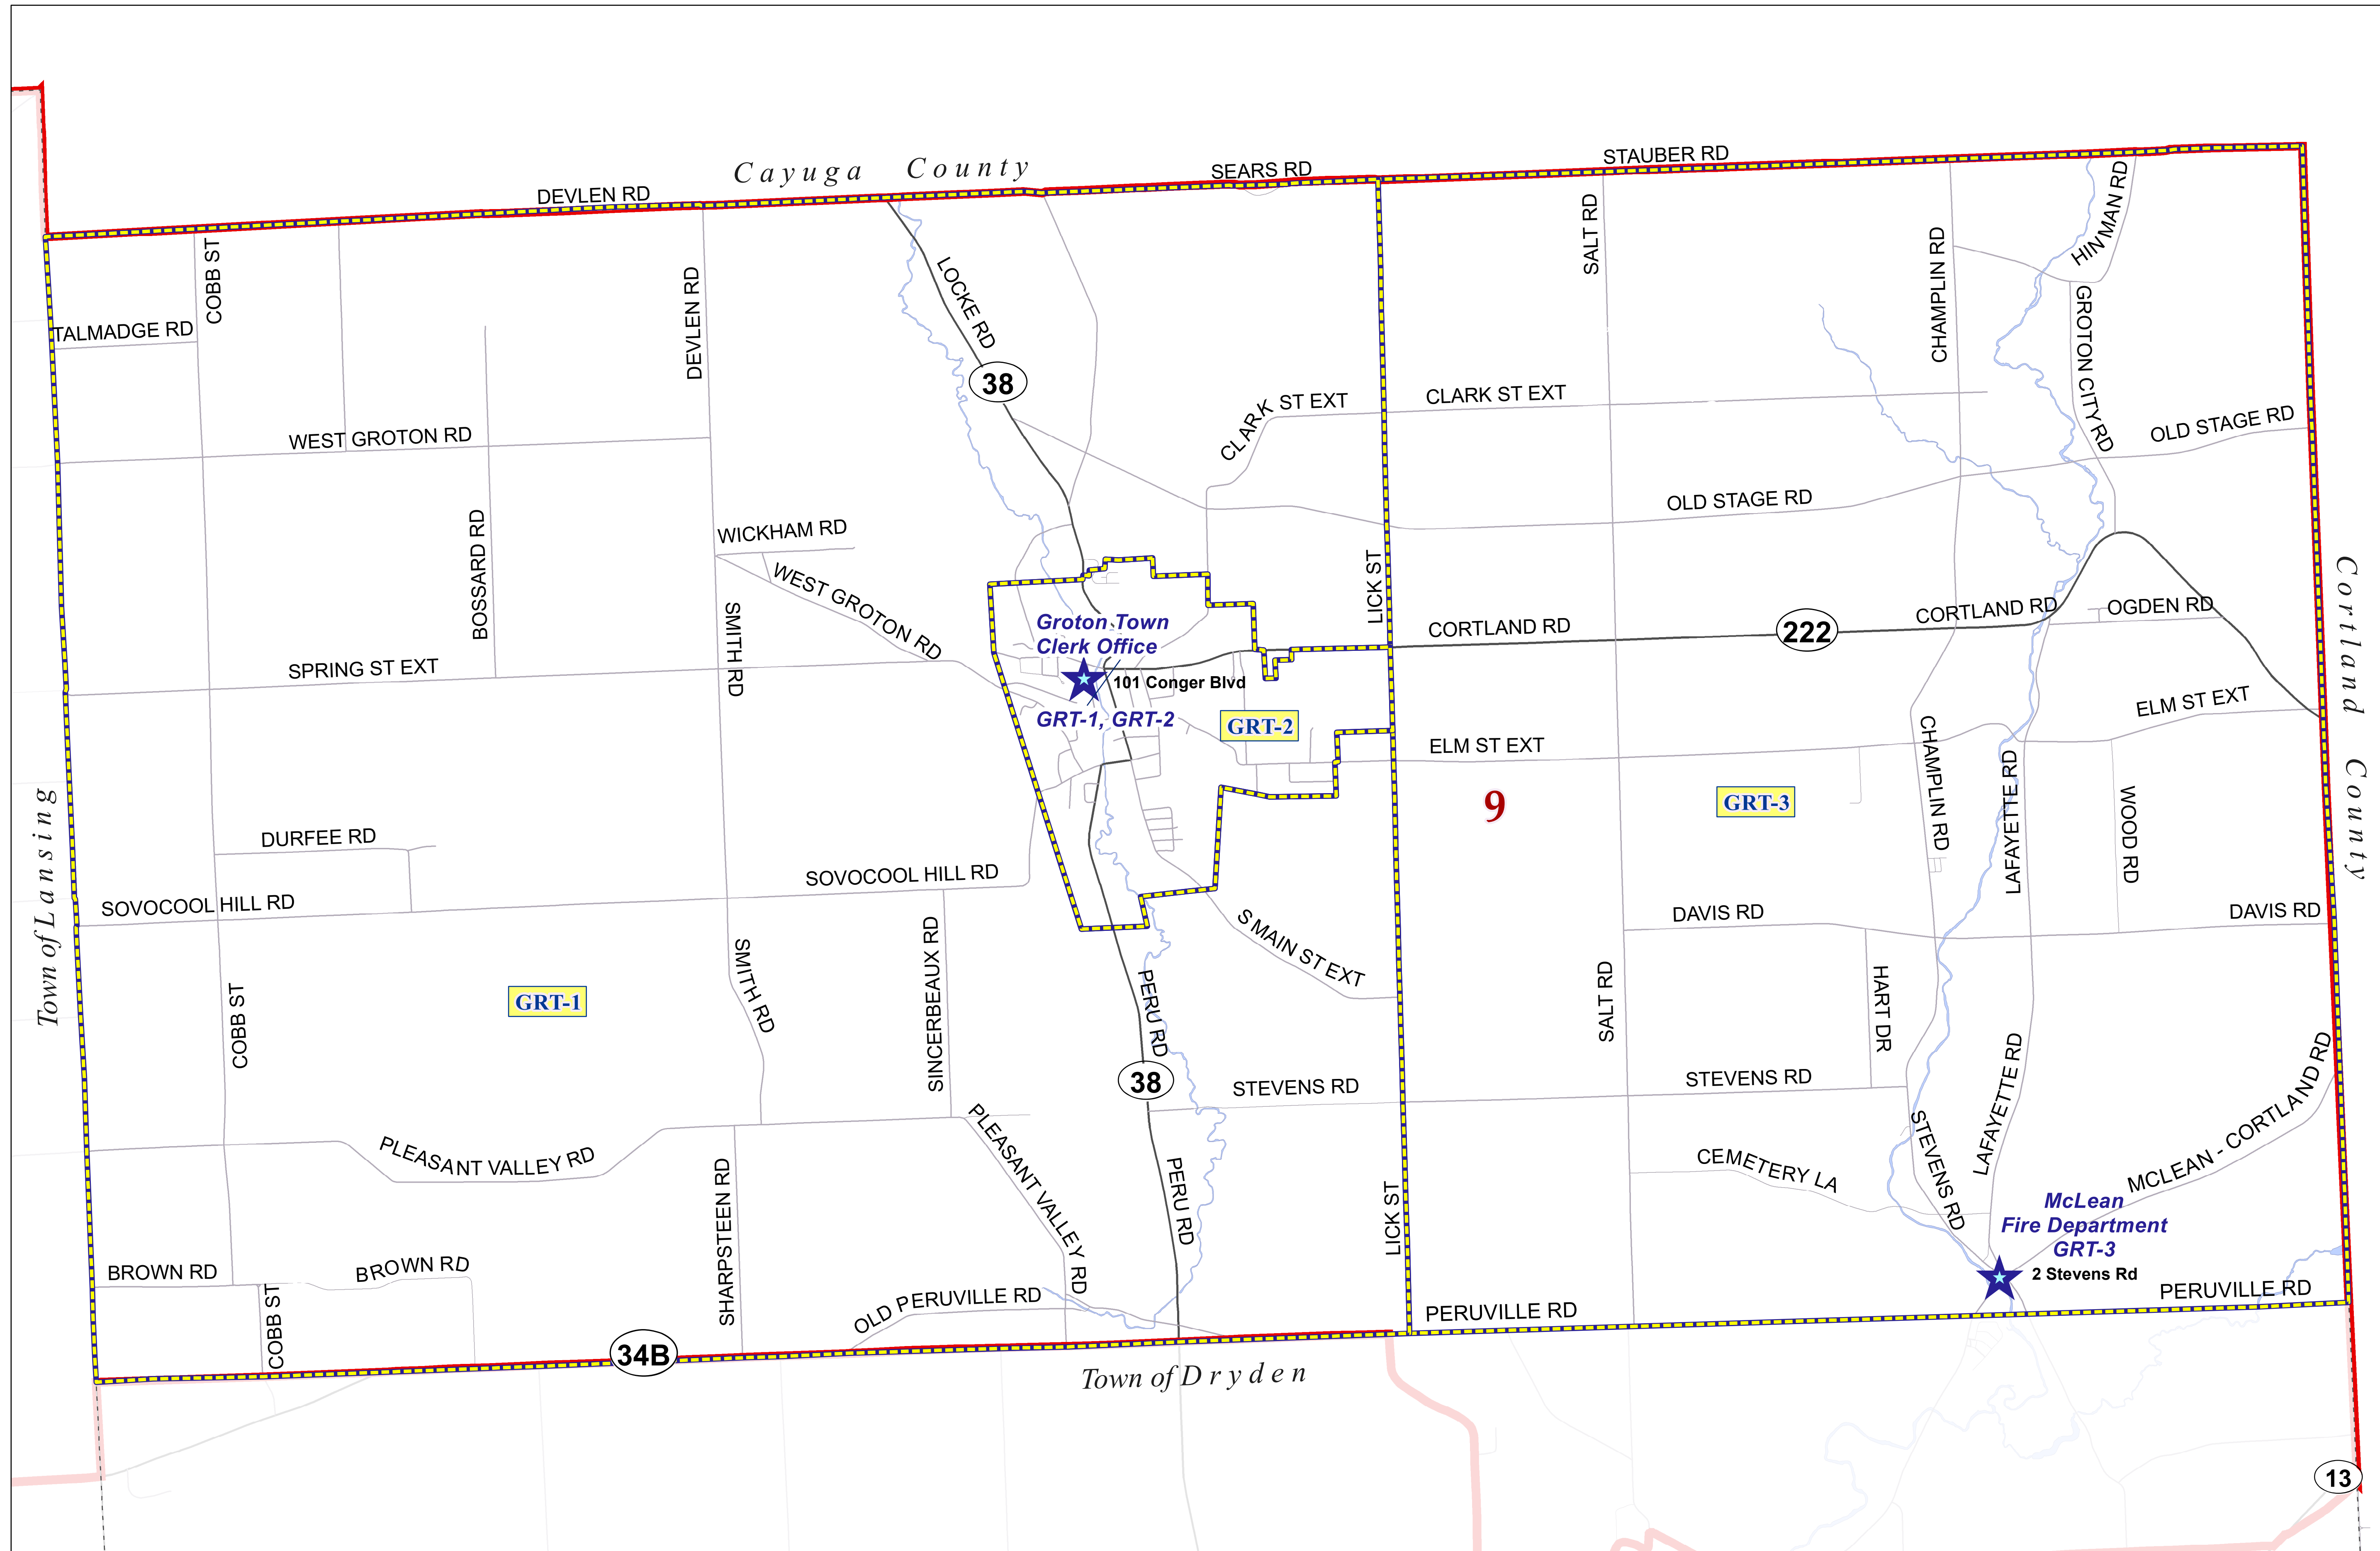 Cayuga County
SEARS RD
STAUBER RD
DEVLEN RD
COBB ST
TALMADGE RD
DEVLEN RD
LOCKE RD
38
SALT RD
CHAMPLIN RD
HINMAN RD
GROTON CITY RD
WEST GROTON RD
CLARK ST EXT
CLARK ST EXT
OLD STAGE RD
OLD STAGE RD
BOSSARD RD
WICKHAM RD
WEST GROTON RD
SMITH RD
LICK ST
Groton Town
Clerk Office
101 Conger Blvd
GRT-1, GRT-2
GRT-2
CORTLAND RD
222
CORTLAND RD
OGDEN RD
Cortland County
SPRING ST EXT
ELM ST EXT
ELM ST EXT
9
GRT-3
CHAMPLIN RD
LAFAYETTE RD
WOOD RD
Town of Lansing
DURFEE RD
SOVOCOOL HILL RD
SOVOCOOL HILL RD
S MAIN ST EXT
DAVIS RD
DAVIS RD
GRT-1
COBB ST
SMITH RD
SINCERBEAUX RD
PERU RD
38
SALT RD
HART DR
STEVENS RD
STEVENS RD
LAFAYETTE RD
MCLEAN - CORTLAND RD
PLEASANT VALLEY RD
PLEASANT VALLEY RD
SHARPSTEEN RD
PERU RD
LICK ST
CEMETERY LA
STEVENS RD
McLean
Fire Department
GRT-3
2 Stevens Rd
BROWN RD
BROWN RD
COBB ST
OLD PERUVILLE RD
PERUVILLE RD
PERUVILLE RD
34B
Town of Dryden
13